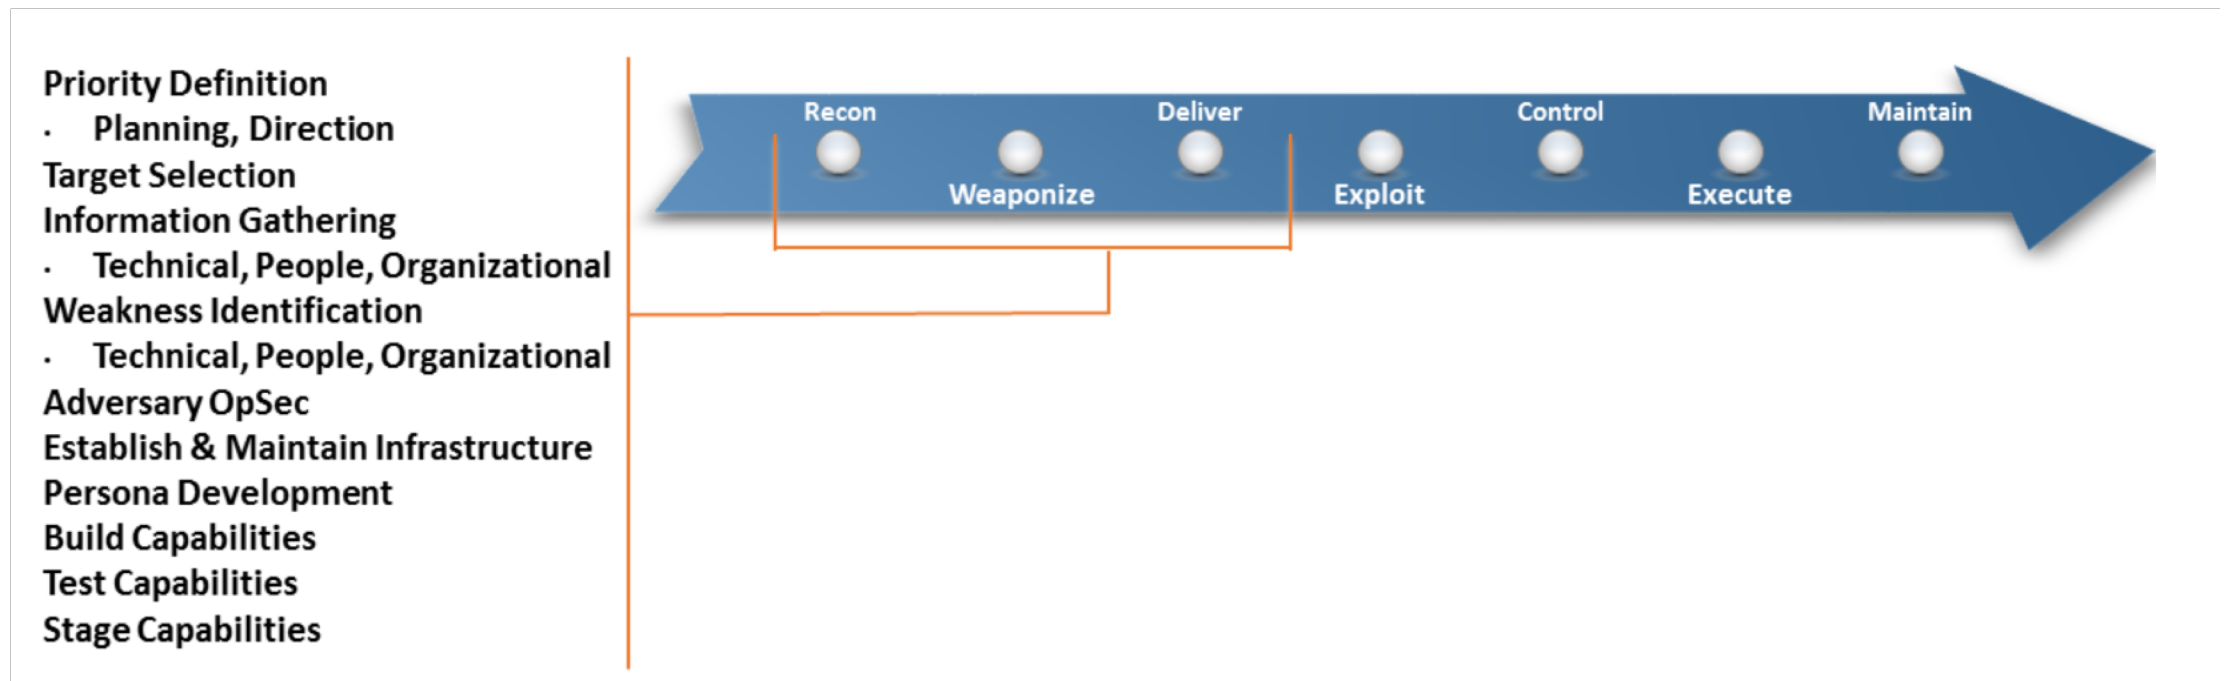 Priority Definition
· Planning, Direction
Target Selection
Information Gathering
· Technical, People, Organizational
Weakness Identification
· Technical, People, Organizational
Adversary OpSec
Establish & Maintain Infrastructure
Persona Development
Build Capabilities
Test Capabilities
Stage Capabilities
Recon
Weaponize
Deliver
Exploit
Control
Execute
Maintain